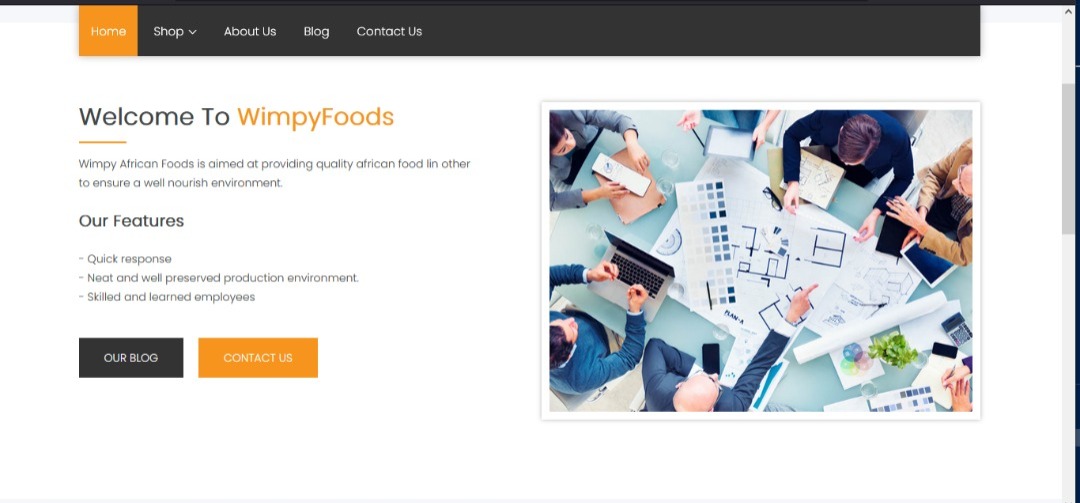 Home Shop About Us Blog Contact Us
Welcome To WimpyFoods
Wimpy African Foods is aimed at providing quality african food lin other
to ensure a well nourish environment.
Our Features
- Quick response
- Neat and well preserved production environment.
- Skilled and learned employees
OUR BLOG CONTACT US
PLAN-A